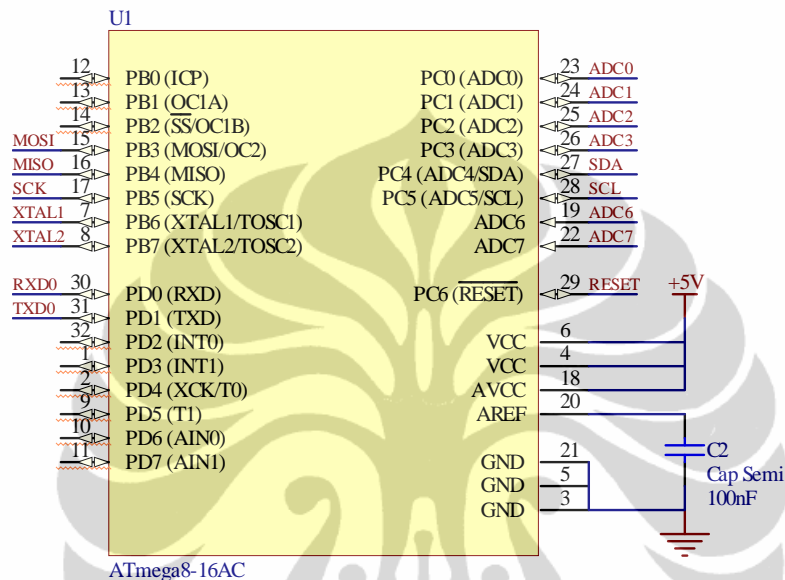 U1
12 PB0 (ICP) PC0 (ADC0) 23 ADC0
13 PB1 (OC1A) PC1 (ADC1) 24 ADC1
14 PB2 (SS/OC1B) PC2 (ADC2) 25 ADC2
MOSI 15 PB3 (MOSI/OC2) PC3 (ADC3) 26 ADC3
MISO 16 PB4 (MISO) PC4 (ADC4/SDA) 27 SDA
SCK 17 PB5 (SCK) PC5 (ADC5/SCL) 28 SCL
XTAL1 7 PB6 (XTAL1/TOSC1) ADC6 19 ADC6
XTAL2 8 PB7 (XTAL2/TOSC2) ADC7 22 ADC7
RXD0 30 PD0 (RXD) PC6 (RESET) 29 RESET +5V
TXD0 31 PD1 (TXD)
32 PD2 (INT0) VCC 6
1 PD3 (INT1) VCC 4
2 PD4 (XCK/T0) AVCC 18
9 PD5 (T1) AREF 20
10 PD6 (AIN0)
11 PD7 (AIN1) GND 21 C2
GND 5 Cap Semi
GND 3 100nF
ATmega8-16AC